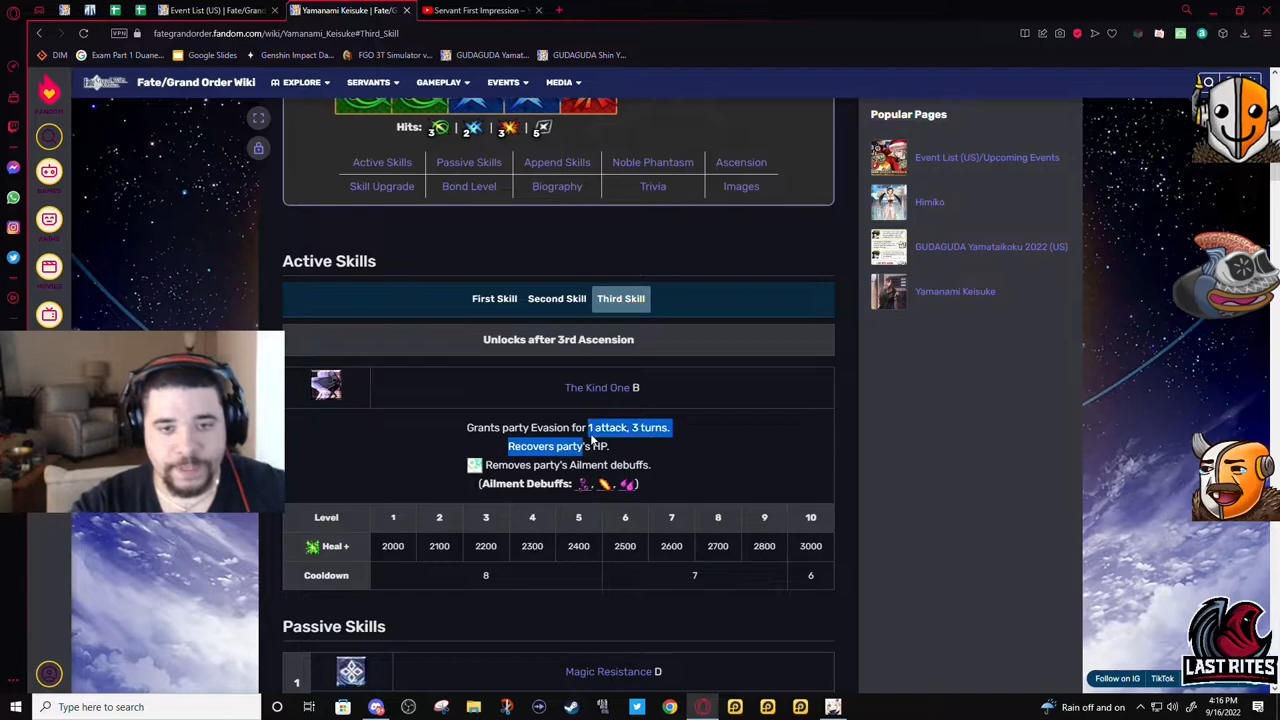 Event List (US) | Fate/Grand
Yamanami Keisuke | Fate/G
Servant First Impression -
VPN
fategrandorder.fandom.com/wiki/Yamanami_Keisuke#Third_Skill
DIM
Exam Part 1 Duane...
Google Slides
Genshin Impact Da...
FGO 3T Simulator v...
GUDAGUDA Yamat...
GUDAGUDA Shin Y...
Fate/Grand Order Wiki
EXPLORE
SERVANTS
GAMEPLAY
EVENTS
MEDIA
FANDOM
GAMES
ANIME
MOVIES
TV
Hits: 3 | 2 | 3 | 5
Active Skills
Passive Skills
Append Skills
Noble Phantasm
Ascension
Skill Upgrade
Bond Level
Biography
Trivia
Images
Popular Pages
Event List (US)/Upcoming Events
Himiko
GUDAGUDA Yamataikoku 2022 (US)
Yamanami Keisuke
Active Skills
First Skill
Second Skill
Third Skill
Unlocks after 3rd Ascension
The Kind One B
Grants party Evasion for 1 attack, 3 turns.
Recovers party's HP.
Removes party's Ailment debuffs.
(Ailment Debuffs: , , )
Level 1 2 3 4 5 6 7 8 9 10
Heal + 2000 2100 2200 2300 2400 2500 2600 2700 2800 3000
Cooldown 8 7 6
Passive Skills
1
Magic Resistance D
LAST RITES
Follow on IG
TikTok
Type here to search
Rain off and on
4:16 PM
9/16/2022